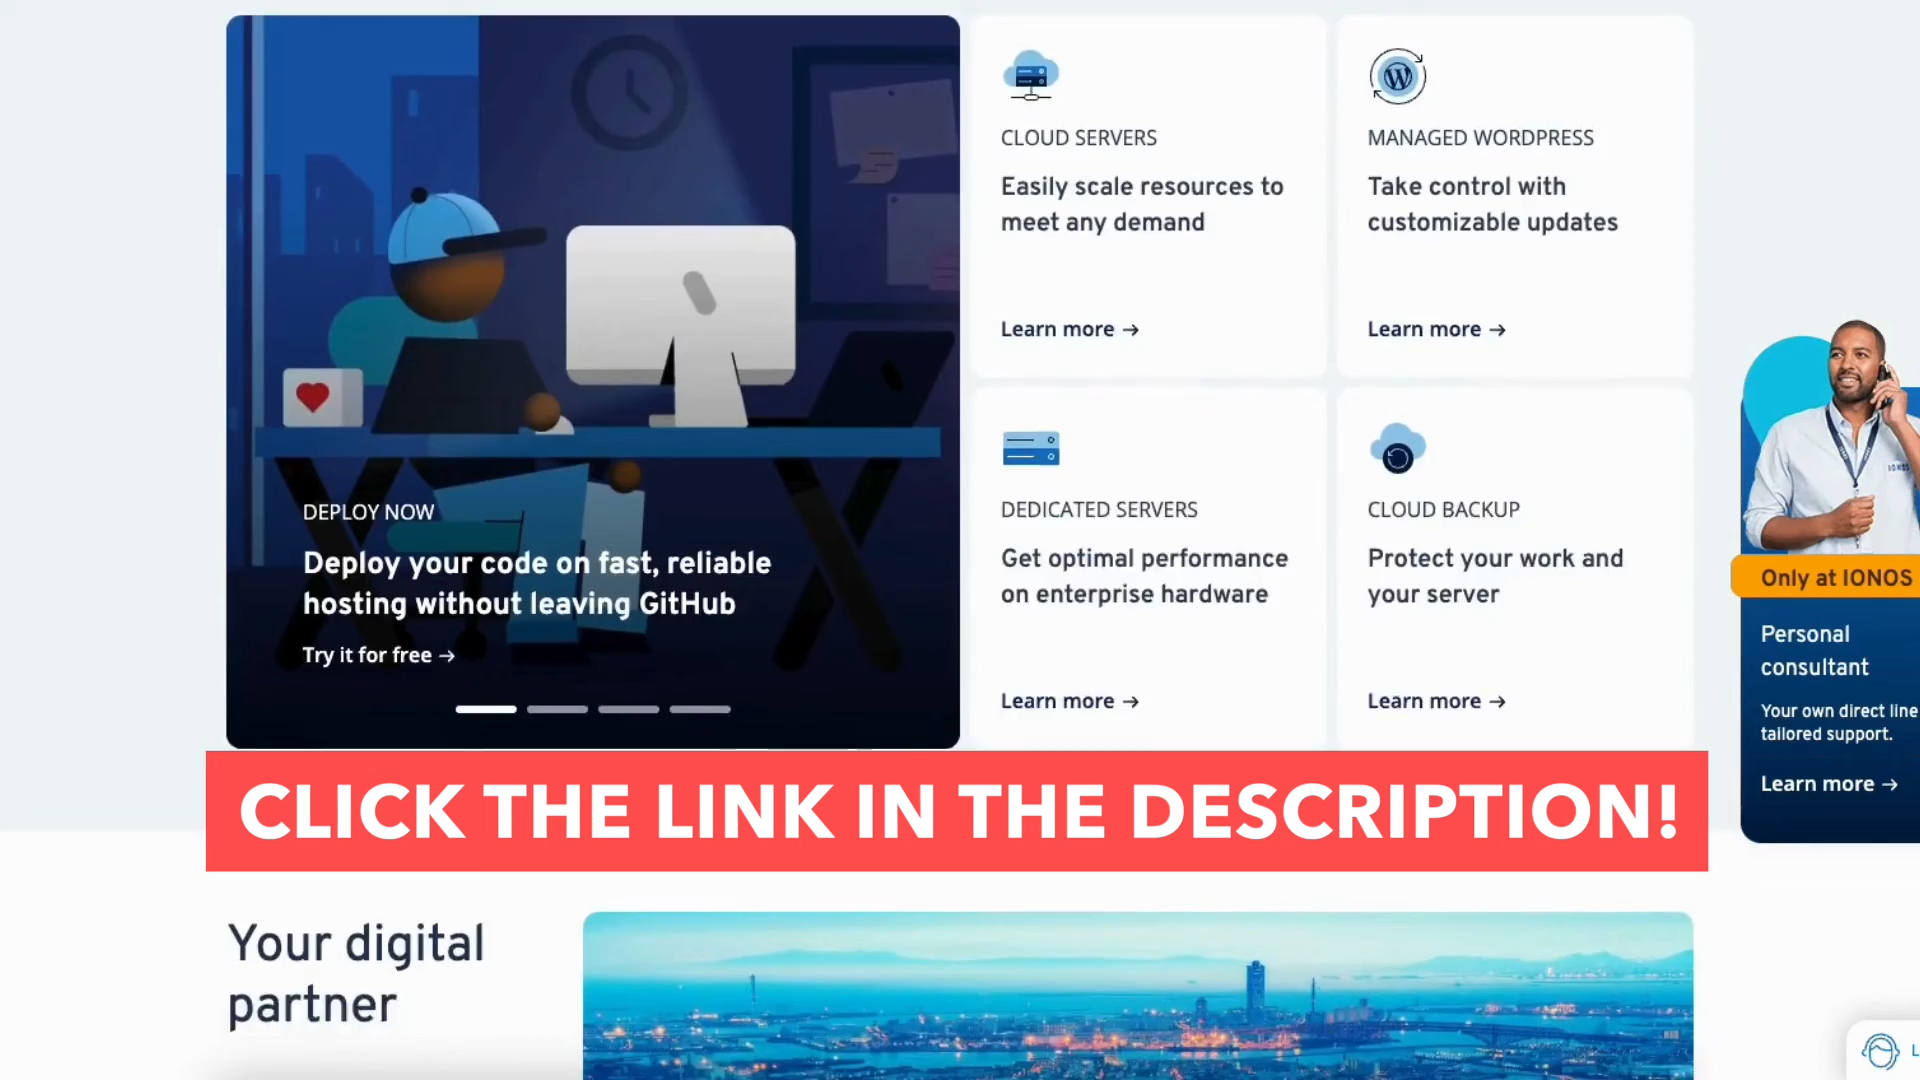 CLOUD SERVERS
Easily scale resources to
meet any demand
Learn more →
MANAGED WORDPRESS
Take control with
customizable updates
Learn more →
DEPLOY NOW
Deploy your code on fast, reliable
hosting without leaving GitHub
Try it for free →
DEDICATED SERVERS
Get optimal performance
on enterprise hardware
Learn more →
CLOUD BACKUP
Protect your work and
your server
Learn more →
IONOS
Only at IONOS
Personal
consultant
Your own direct line
tailored support.
Learn more →
CLICK THE LINK IN THE DESCRIPTION!
Your digital
partner
L